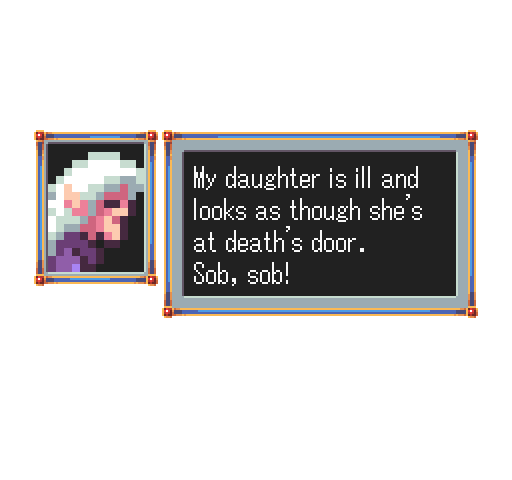 My daughter is ill and
looks as though she's
at death's door.
Sob, sob!